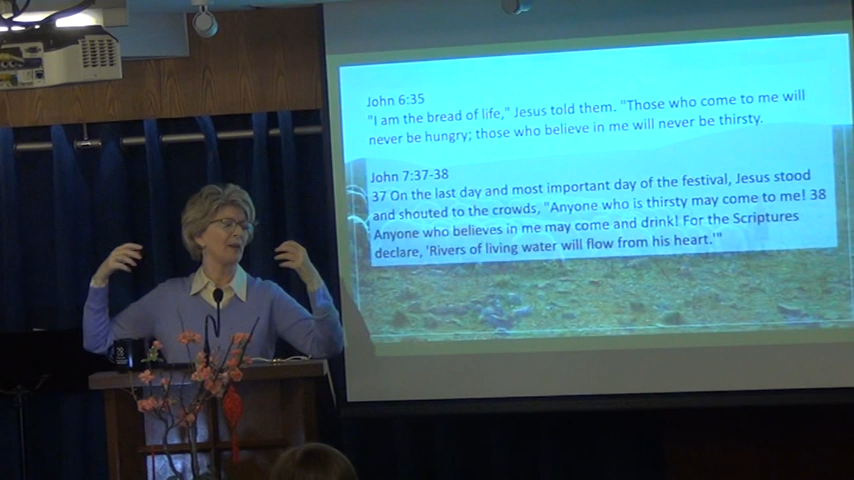 John 6:35
"I am the bread of life," Jesus told them. "Those who come to me will
never be hungry; those who believe in me will never be thirsty.
John 7:37-38
37 On the last day and most important day of the festival, Jesus stood
and shouted to the crowds, "Anyone who is thirsty may come to me! 38
Anyone who believes in me may come and drink! For the Scriptures
declare, 'Rivers of living water will flow from his heart.'"